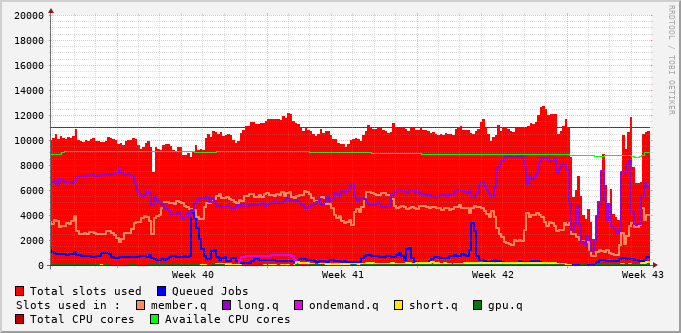 20000
18000
16000
14000
12000
10000
8000
6000
4000
2000
0
Week 40 Week 41 Week 42 Week 43
RRDTOOL / TOBI OETIKER
Total slots used Queued Jobs
Slots used in : member.q long.q ondemand.q short.q gpu.q
Total CPU cores Availale CPU cores